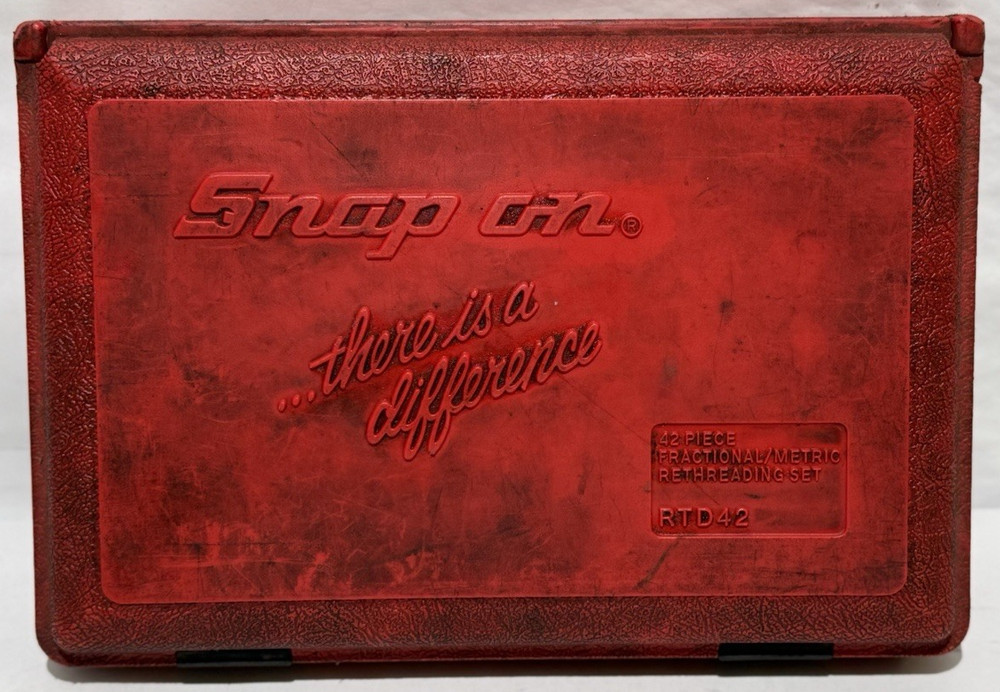 Snap on®
...there is a
difference
42 PIECE
FRACTIONAL/METRIC
RETHREADING SET
RTD42